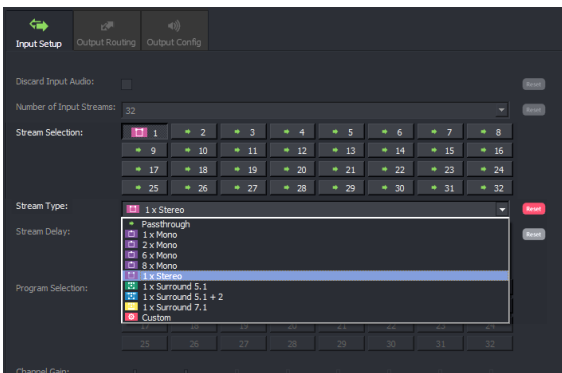 Input Setup Output Routing Output Config
Discard Input Audio: Reset
Number of Input Streams: 32 Reset
Stream Selection: 1 2 3 4 5 6 7 8
9 10 11 12 13 14 15 16
17 18 19 20 21 22 23 24
25 26 27 28 29 30 31 32
Stream Type: 1 x Stereo Reset
Stream Delay: Reset
Passthrough
1 x Mono
2 x Mono
6 x Mono
8 x Mono
1 x Stereo
1 x Surround 5.1
1 x Surround 5.1 + 2
1 x Surround 7.1
Custom
Program Selection:
17 18 19 20 21 22 23 24
25 26 27 28 29 30 31 32
Channel Gain: